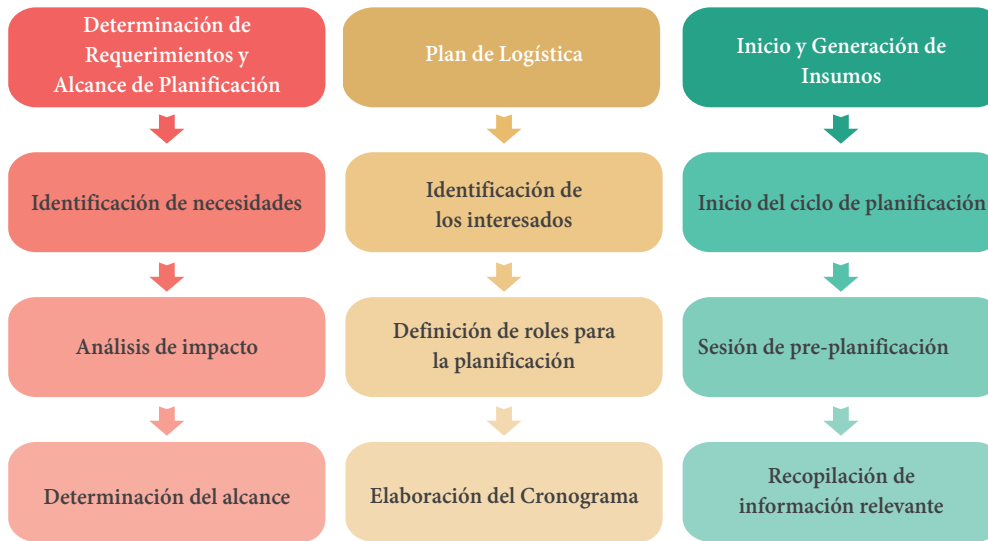 Determinación de
Requerimientos y
Alcance de Planificación
Identificación de necesidades
Análisis de impacto
Determinación del alcance
Plan de Logística
Identificación de
los interesados
Definición de roles para
la planificación
Elaboración del Cronograma
Inicio y Generación de
Insumos
Inicio del ciclo de planificación
Sesión de pre-planificación
Recopilación de
información relevante